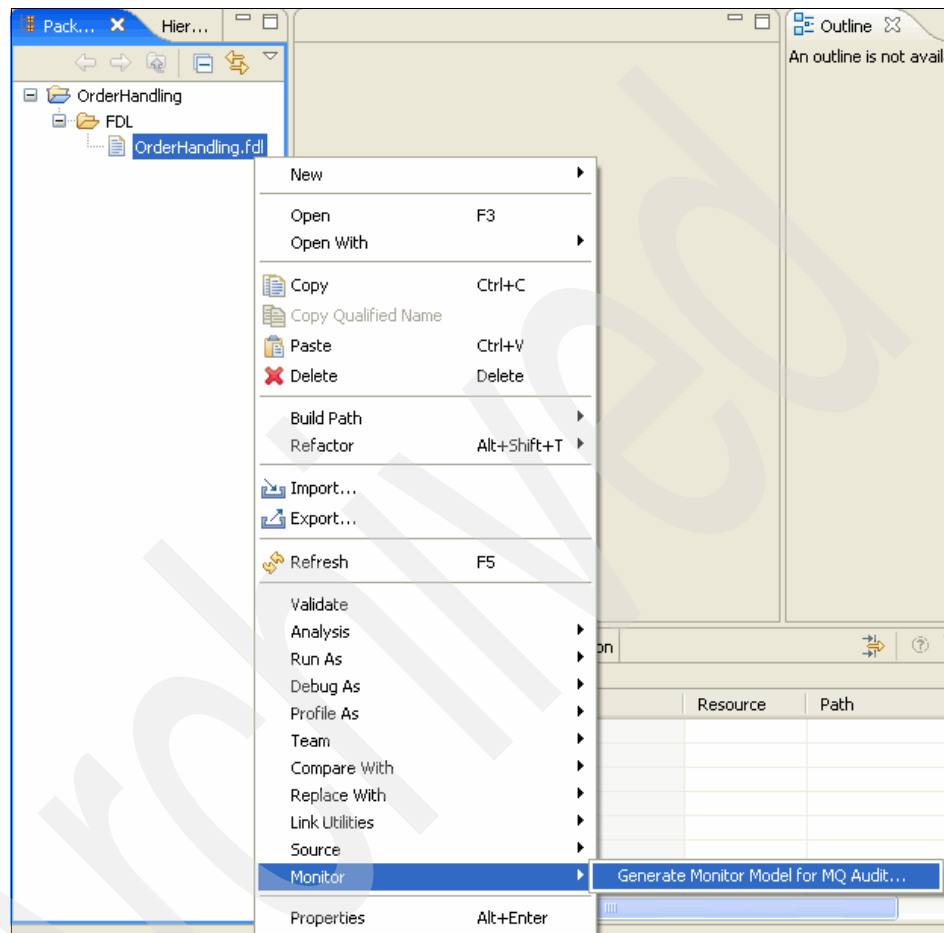 Pack... Hier... Outline
An outline is not avail
OrderHandling
FDL
OrderHandling.fdl
New
Open F3
Open With
Copy Ctrl+C
Copy Qualified Name
Paste Ctrl+V
Delete Delete
Build Path
Refactor Alt+Shift+T
Import...
Export...
Refresh F5
Validate
Analysis
Run As
on
Debug As
Profile As
Resource Path
Team
Compare With
Replace With
Link Utilities
Source
Monitor Generate Monitor Model for MQ Audit...
Properties Alt+Enter
Archived